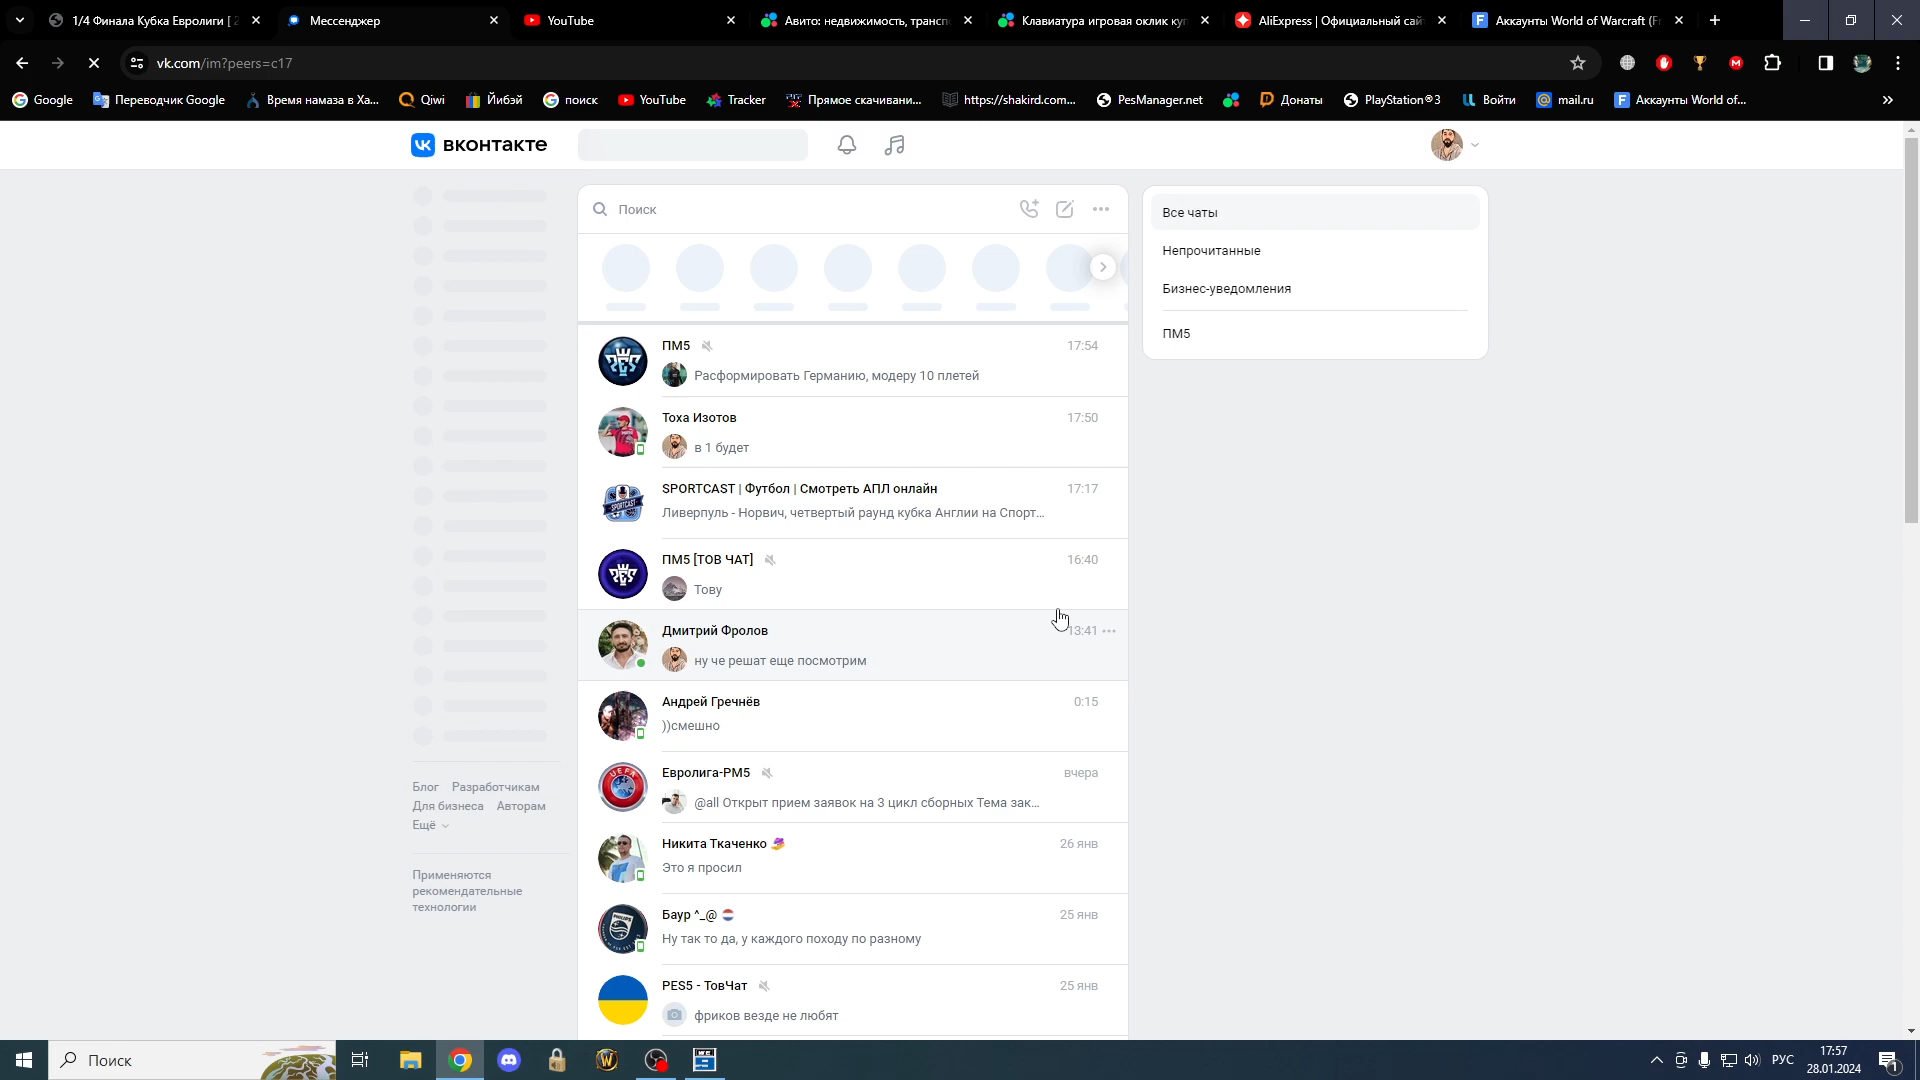 1/4 Финала Кубка Евролиги [ 2
Мессенджер
YouTube
Авито: недвижимость, трансп
Клавиатура игровая оклик куп
AliExpress | Официальный сай
Аккаунты World of Warcraft (Fr
vk.com/im?peers=c17
Google
Переводчик Google
Время намаза в Ха...
Qiwi
Йибэй
поиск
YouTube
Tracker
Прямое скачивани...
https://shakird.com...
PesManager.net
Донаты
PlayStation®3
Войти
mail.ru
Аккаунты World of...
вконтакте
Поиск
Все чаты
Непрочитанные
Бизнес-уведомления
ПМ5
ПМ5 17:54
Расформировать Германию, модеру 10 плетей
Тоха Изотов 17:50
в 1 будет
SPORTCAST | Футбол | Смотреть АПЛ онлайн 17:17
Ливерпуль - Норвич, четвертый раунд кубка Англии на Спорт...
ПМ5 [ТОВ ЧАТ] 16:40
Тову
Дмитрий Фролов 13:41
ну че решат еще посмотрим
Андрей Гречнёв 0:15
))смешно
Евролига-РМ5 вчера
@all Открыт прием заявок на 3 цикл сборных Тема зак...
Никита Ткаченко 26 янв
Это я просил
Баур ^_@ 25 янв
Ну так то да, у каждого походу по разному
PES5 - ТовЧат 25 янв
фриков везде не любят
Блог Разработчикам
Для бизнеса Авторам
Ещё
Применяются
рекомендательные
технологии
Поиск
РУС
17:57
28.01.2024
1